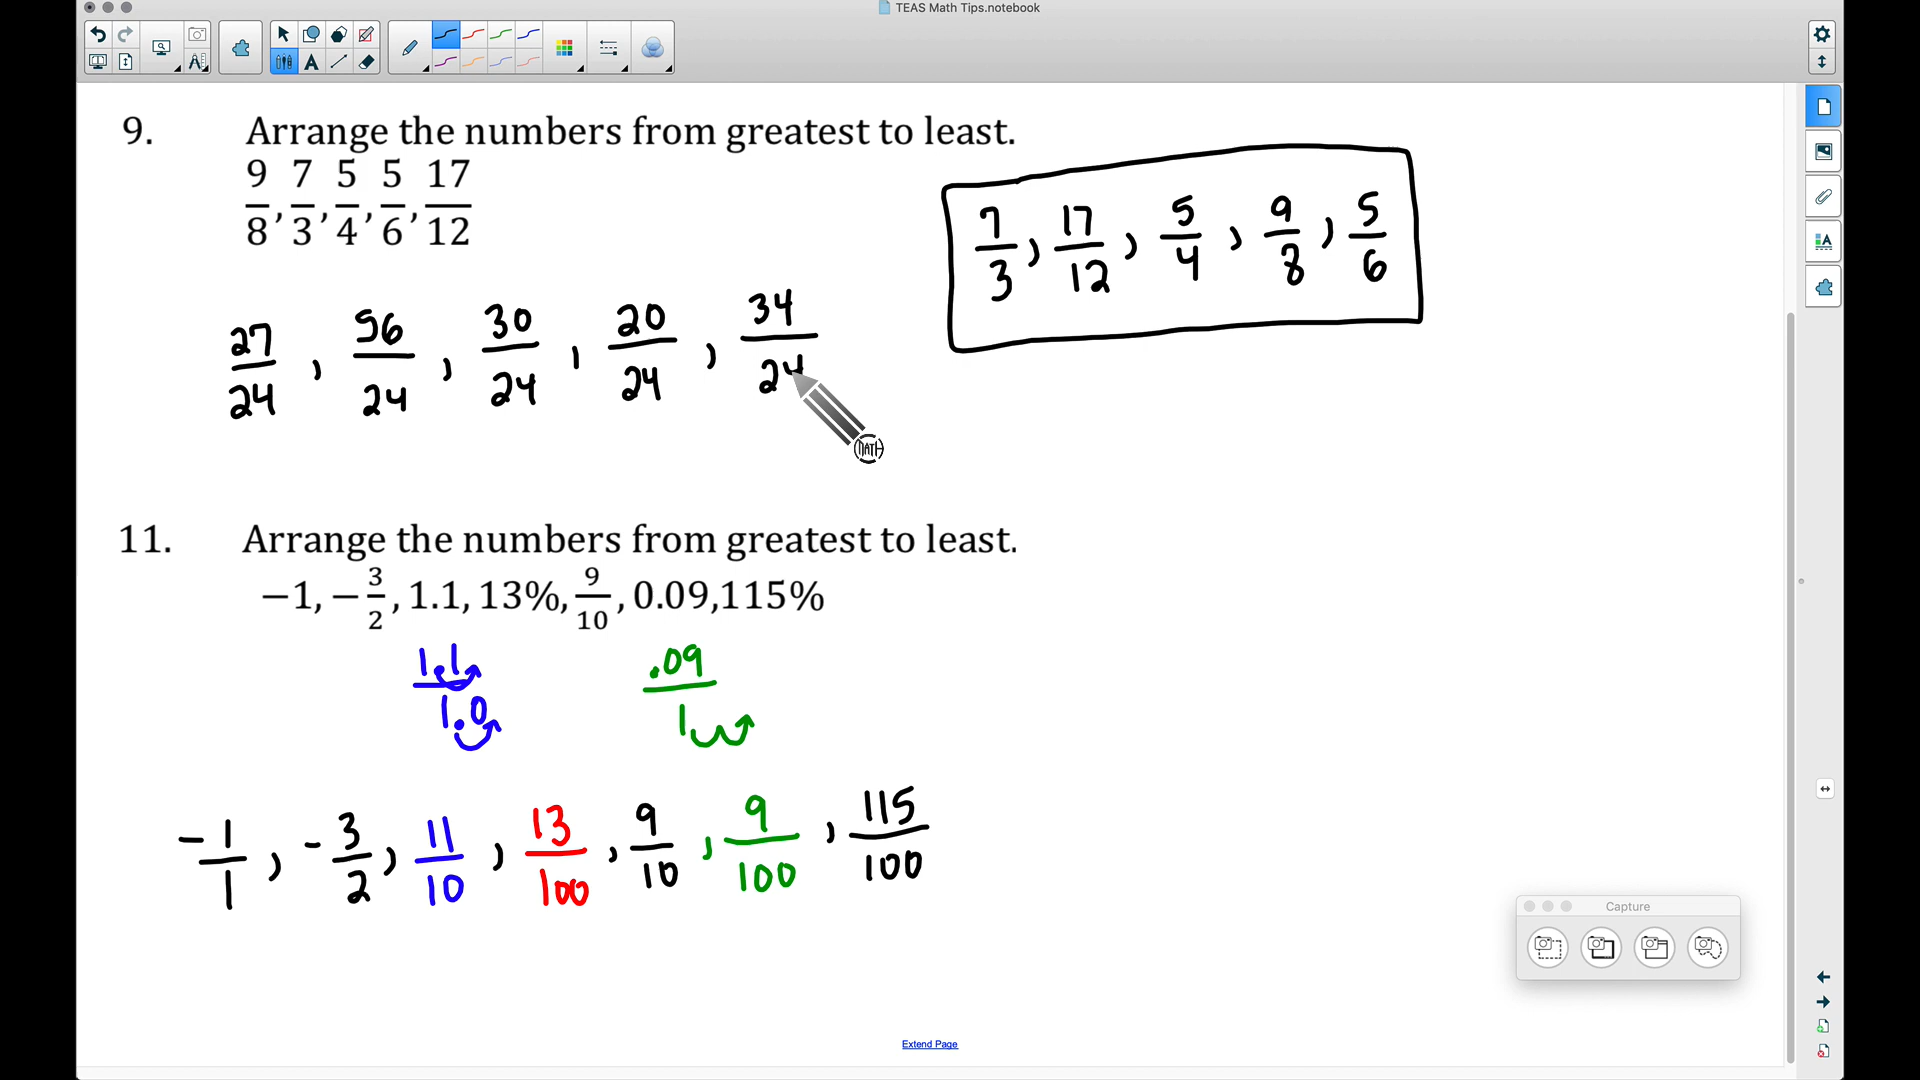 TEAS Math Tips.notebook
9. Arrange the numbers from greatest to least.
9/8, 7/3, 5/4, 5/6, 17/12
7/3, 17/12, 5/4, 9/8, 5/6
27/24, 56/24, 30/24, 20/24, 34/24
MATH
11. Arrange the numbers from greatest to least.
−1, −3/2, 1.1, 13%, 9/10, 0.09,115%
1.1/1.0 .09/1
-1/1, -3/2, 11/10, 13/100, 9/10, 9/100, 115/100
Capture
Extend Page